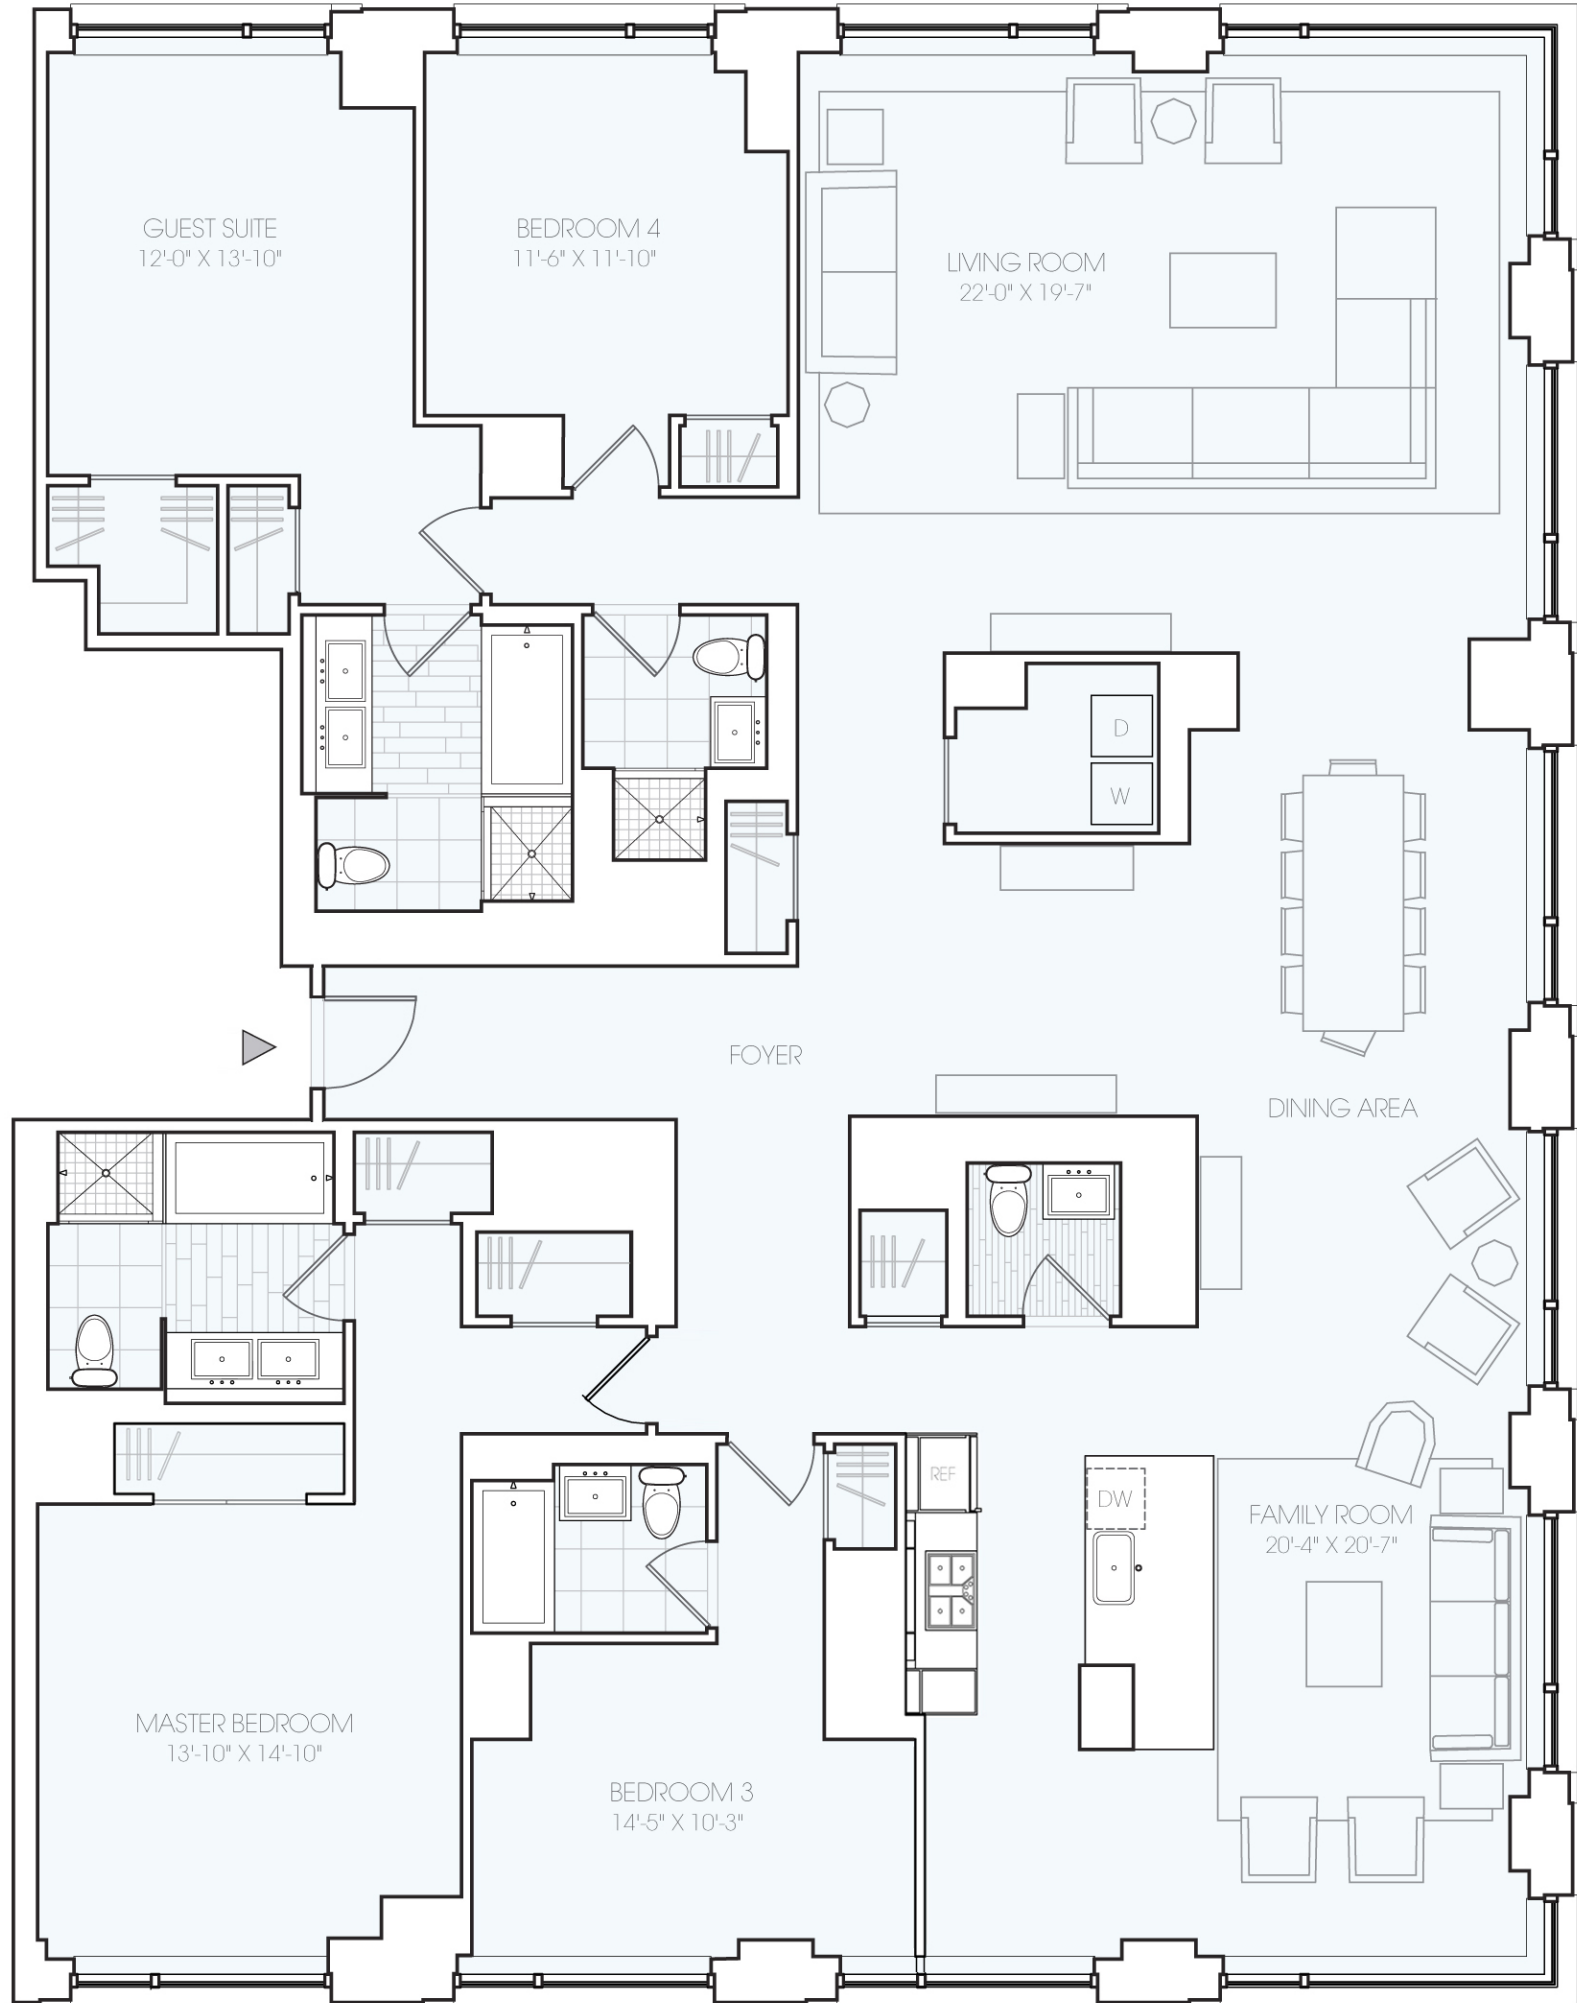 GUEST SUITE
12'-0" X 13'-10"
BEDROOM 4
11'-6" X 11'-10"
LIVING ROOM
22'-0" X 19'-7"
D
W
FOYER
DINING AREA
REF
DW
FAMILY ROOM
20'-4" X 20'-7"
MASTER BEDROOM
13'-10" X 14'-10"
BEDROOM 3
14'-5" X 10'-3"